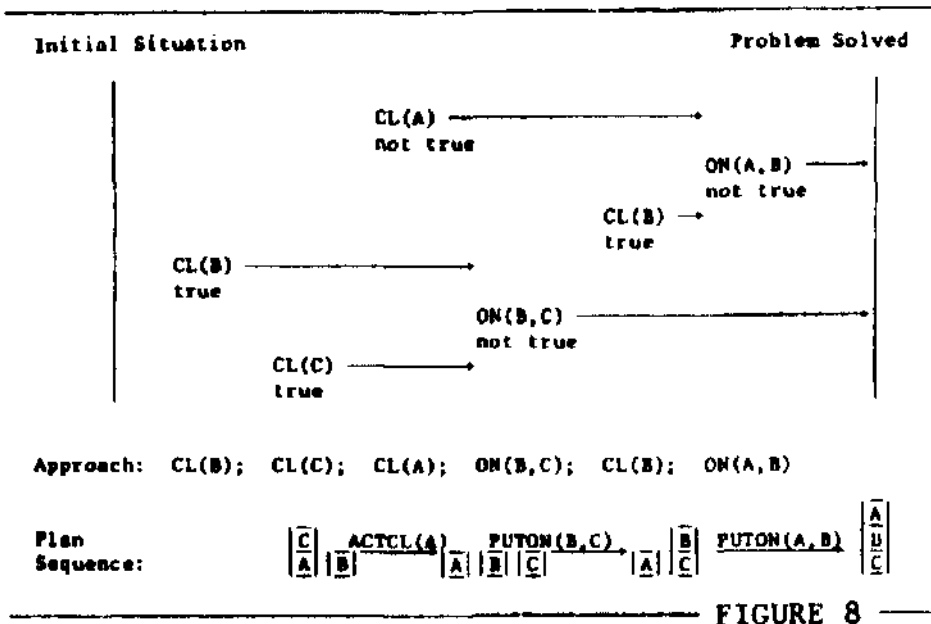 Initial Situation Problem Solved
CL(A)
not true
ON(A,B)
not true
CL(B)
true
CL(B)
true
ON(B,C)
not true
CL(C)
true
Approach: CL(B); CL(C); CL(A); ON(B,C); CL(B); ON(A,B)
Plan
Sequence:
C A B ACTCL(A) A B C PUTON(B,C) A B C PUTON(A,B) A B C
FIGURE 8